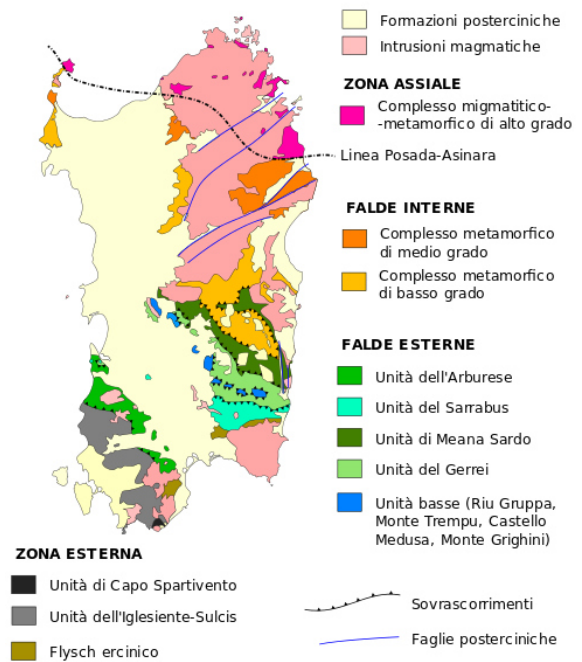 Formazioni posterciniche
Intrusioni magmatiche
ZONA ASSIALE
Complesso migmatitico-
-metamorfico di alto grado
Linea Posada-Asinara
FALDE INTERNE
Complesso metamorfico
di medio grado
Complesso metamorfico
di basso grado
FALDE ESTERNE
Unità dell'Arburese
Unità del Sarrabus
Unità di Meana Sardo
Unità del Gerrei
Unità basse (Riu Gruppa,
Monte Trempu, Castello
Medusa, Monte Grighini)
ZONA ESTERNA
Unità di Capo Spartivento
Unità dell'Iglesiente-Sulcis
Flysch ercinico
Sovrascorrimenti
Faglie posterciniche